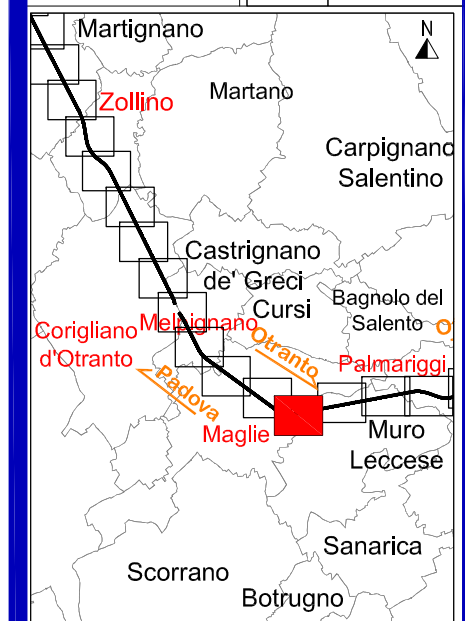 Martignano
N
Zollino
Martano
Carpignano
Salentino
Castrignano
de' Greci
Cursi
Bagnolo del
Salento
O
Melpignano
Corigliano
d'Otranto
Otranto
Palmariggi
Padova
Maglie
Muro
Leccese
Sanarica
Scorrano
Botrugno